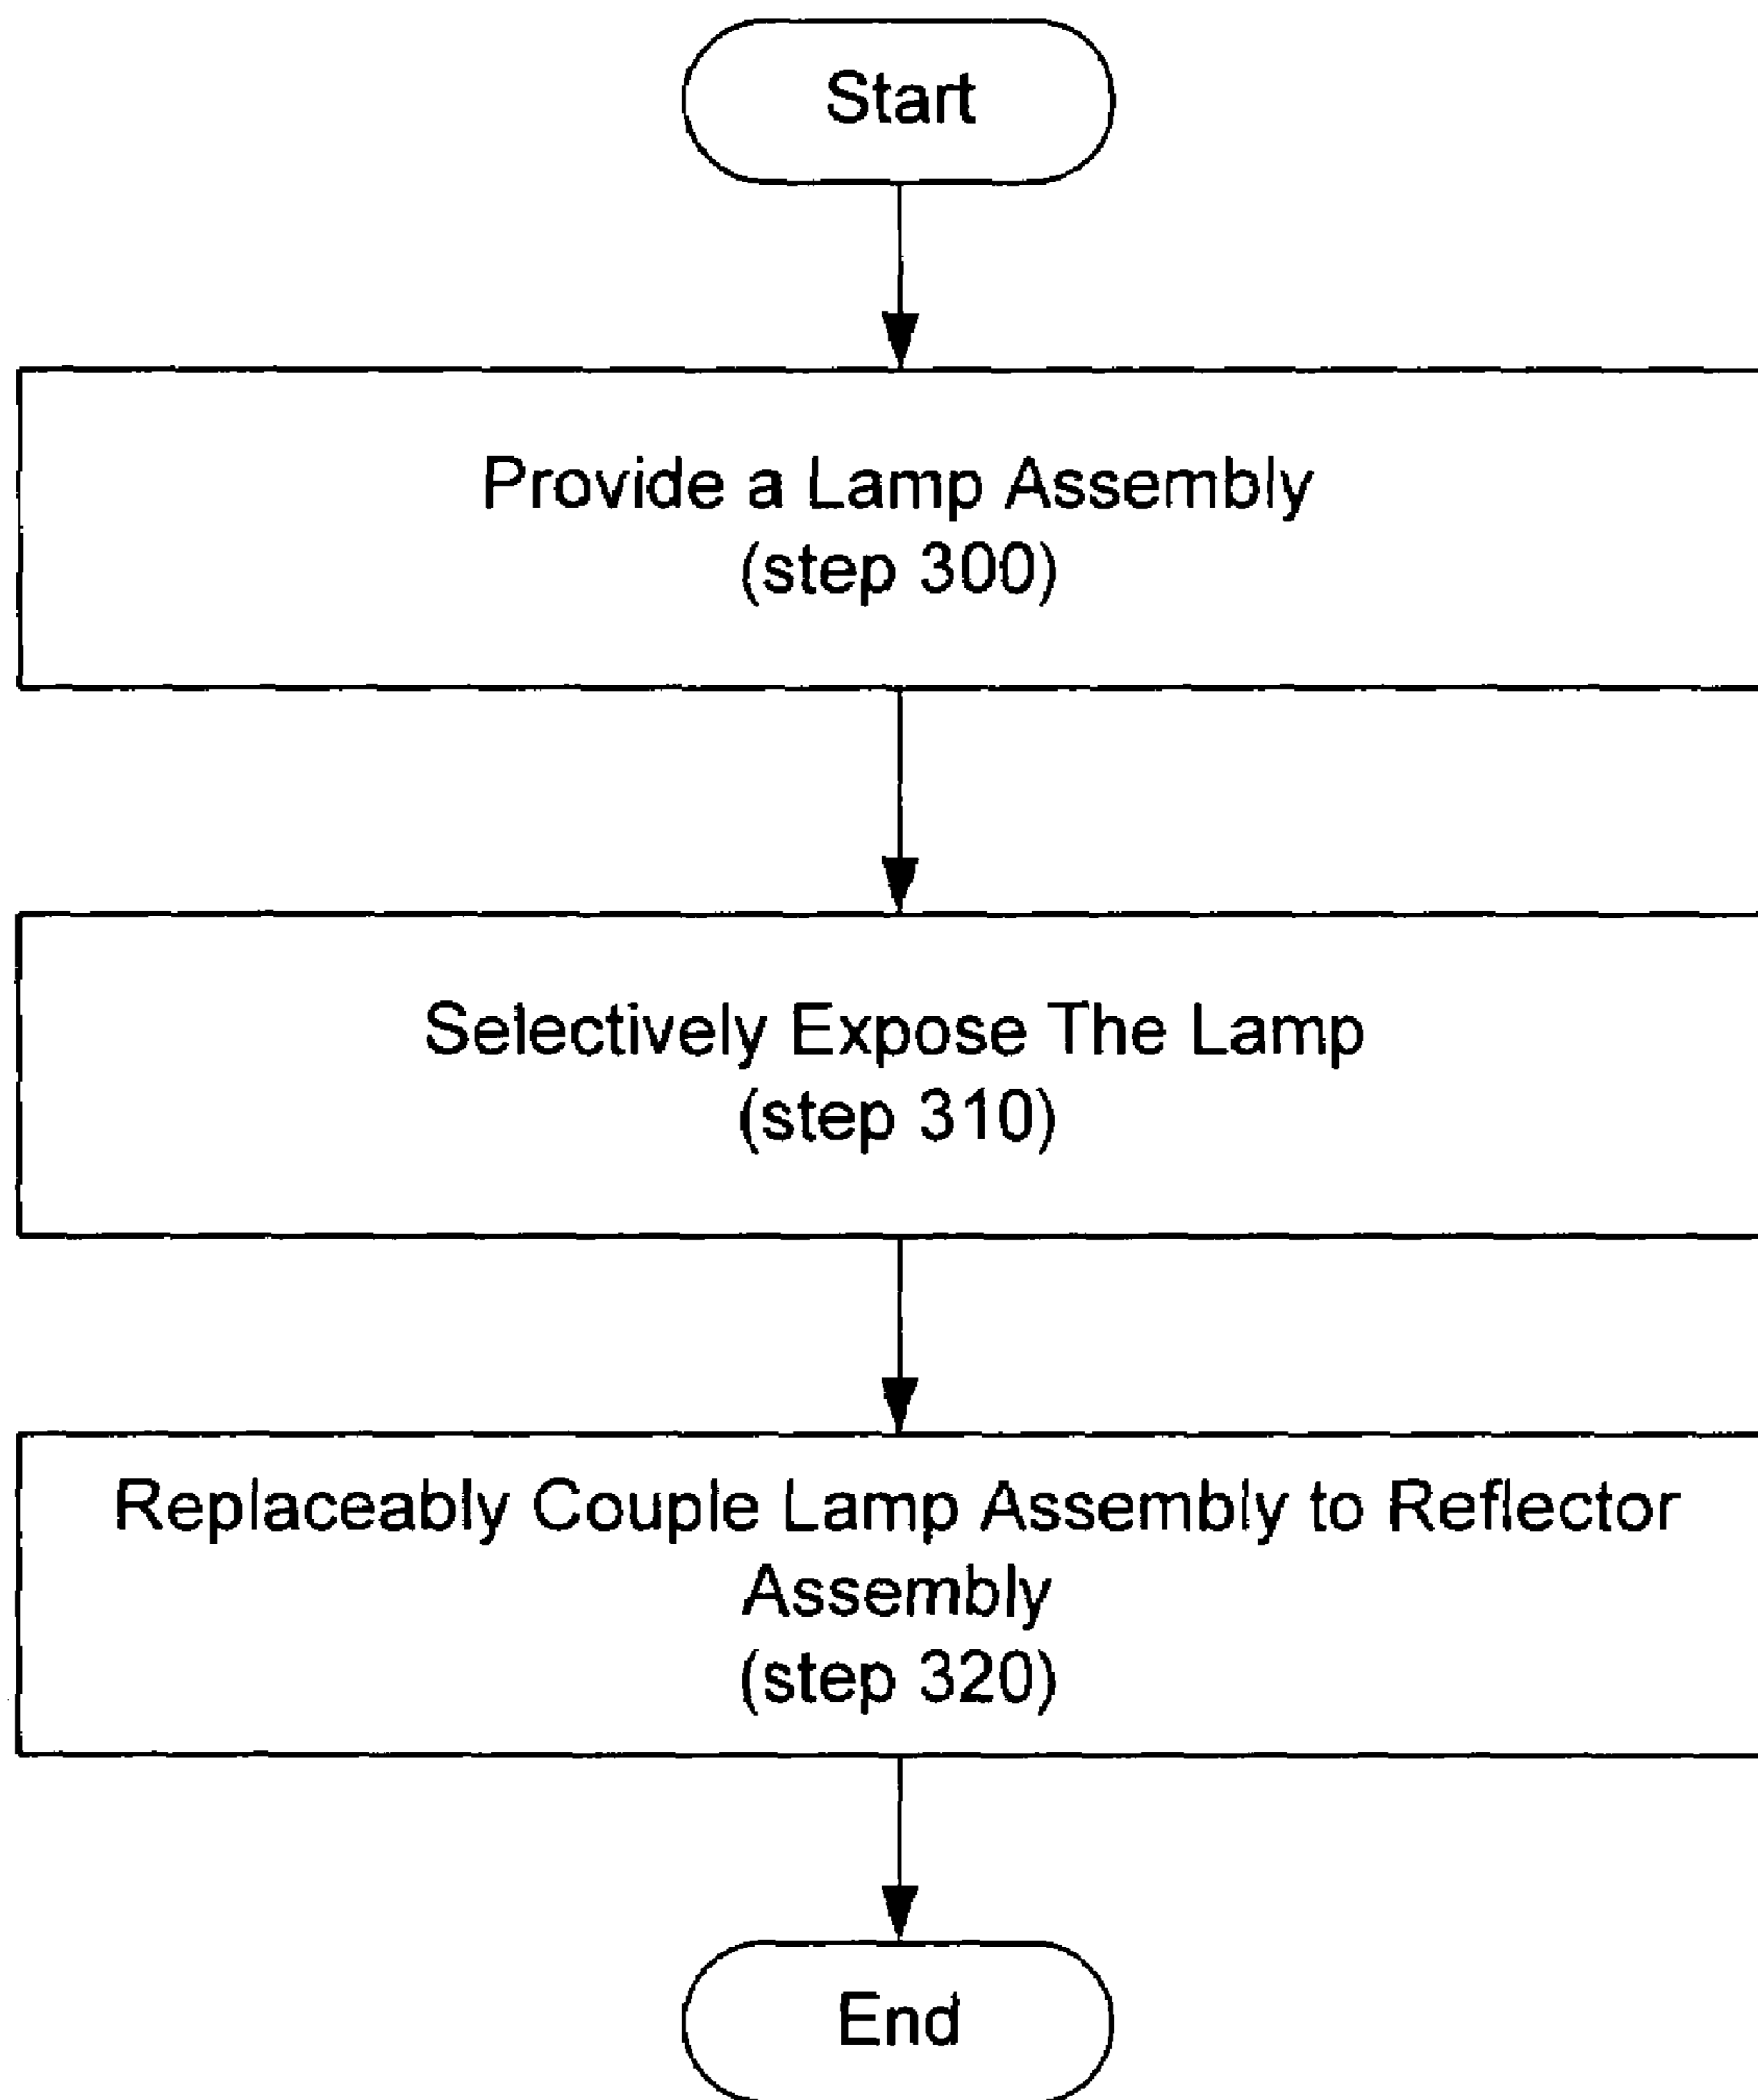 Start
Provide a Lamp Assembly
(step 300)
Selectively Expose The Lamp
(step 310)
Replaceably Couple Lamp Assembly to Reflector
Assembly
(step 320)
End